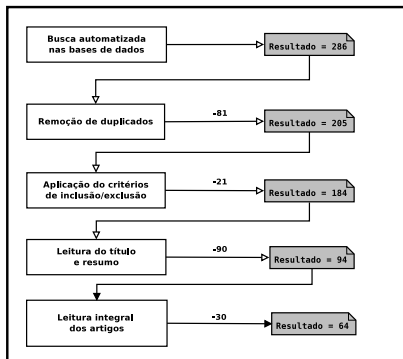 Busca automatizada
nas bases de dados
Resultado = 286
Remoção de duplicados
-81
Resultado = 205
Aplicação do critérios
de inclusão/exclusão
-21
Resultado = 184
Leitura do título
e resumo
-90
Resultado = 94
Leitura integral
dos artigos
-30
Resultado = 64